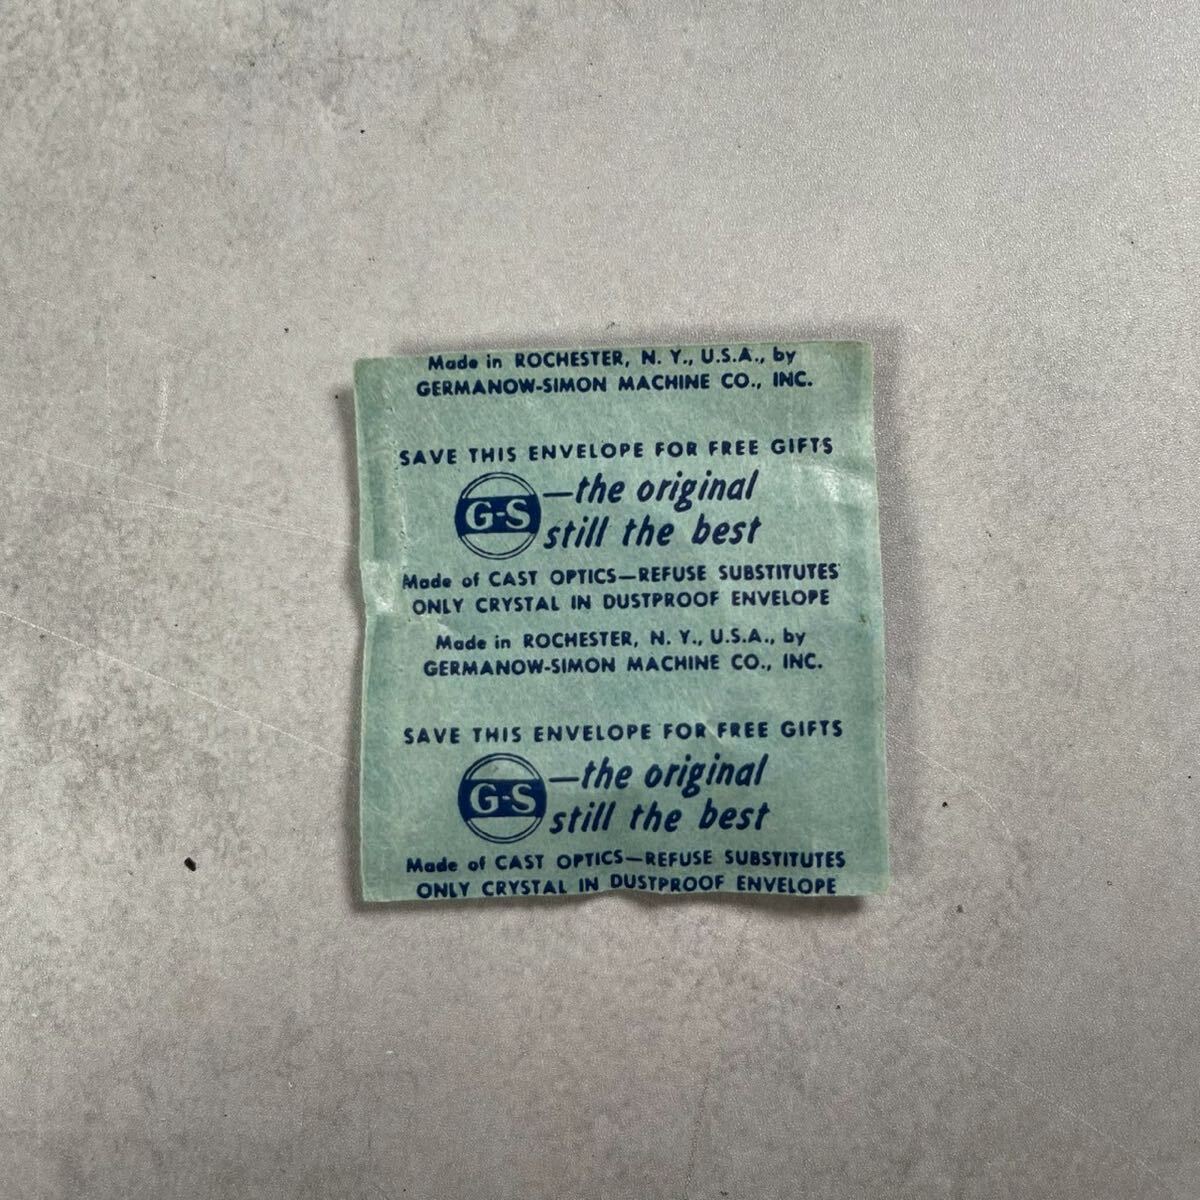 Made in ROCHESTER, N. Y., U.S.A., by
GERMANOW-SIMON MACHINE CO., INC.
SAVE THIS ENVELOPE FOR FREE GIFTS
G-S —the original
still the best
Made of CAST OPTICS—REFUSE SUBSTITUTES
ONLY CRYSTAL IN DUSTPROOF ENVELOPE
Made in ROCHESTER, N. Y., U.S.A., by
GERMANOW-SIMON MACHINE CO., INC.
SAVE THIS ENVELOPE FOR FREE GIFTS
G-S —the original
still the best
Made of CAST OPTICS—REFUSE SUBSTITUTES
ONLY CRYSTAL IN DUSTPROOF ENVELOPE